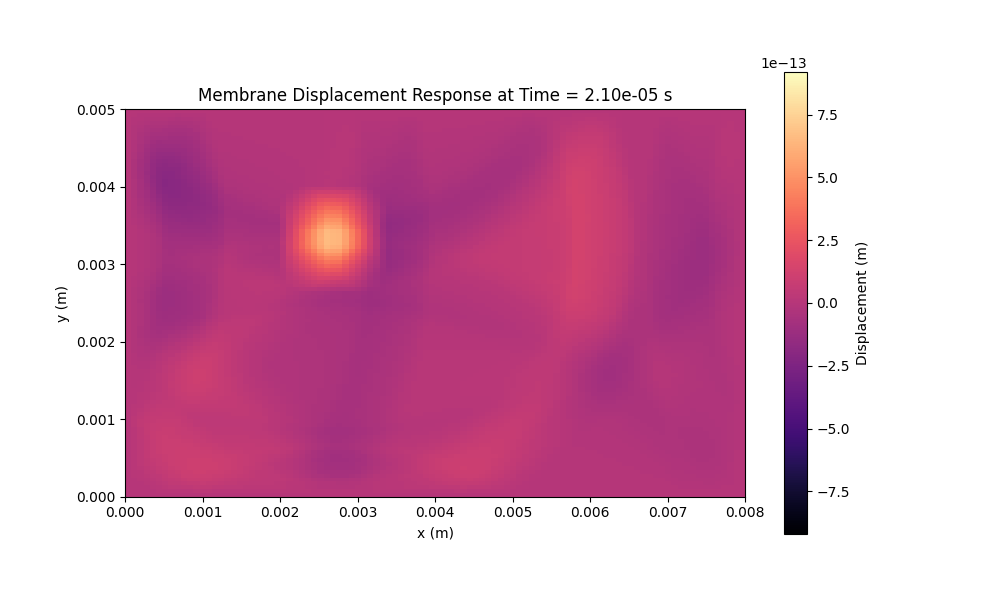 1e−13
Membrane Displacement Response at Time = 2.10e-05 s
0.005
0.004
0.003
0.002
0.001
0.000
y (m)
0.000 0.001 0.002 0.003 0.004 0.005 0.006 0.007 0.008
x (m)
7.5
5.0
2.5
0.0
−2.5
−5.0
−7.5
Displacement (m)